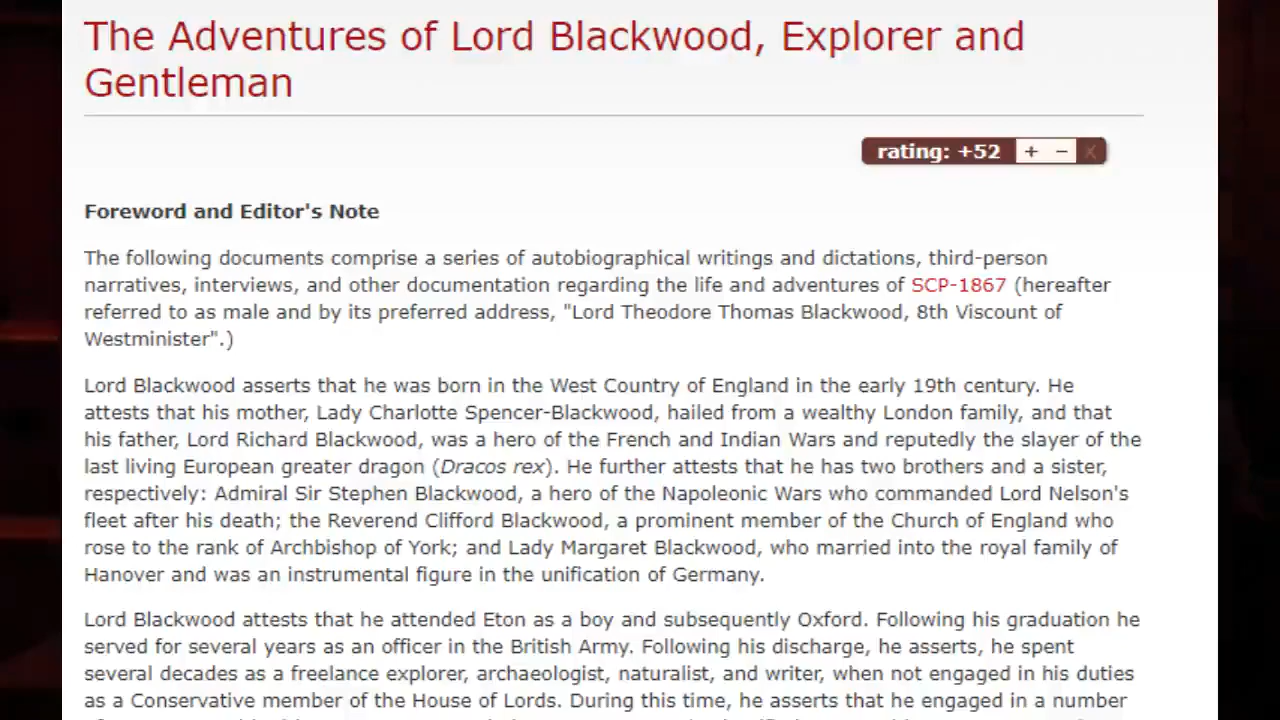 The Adventures of Lord Blackwood, Explorer and
Gentleman
rating: +52 + − X
Foreword and Editor's Note
The following documents comprise a series of autobiographical writings and dictations, third-person
narratives, interviews, and other documentation regarding the life and adventures of SCP-1867 (hereafter
referred to as male and by its preferred address, "Lord Theodore Thomas Blackwood, 8th Viscount of
Westminister".)
Lord Blackwood asserts that he was born in the West Country of England in the early 19th century. He
attests that his mother, Lady Charlotte Spencer-Blackwood, hailed from a wealthy London family, and that
his father, Lord Richard Blackwood, was a hero of the French and Indian Wars and reputedly the slayer of the
last living European greater dragon (Dracos rex). He further attests that he has two brothers and a sister,
respectively: Admiral Sir Stephen Blackwood, a hero of the Napoleonic Wars who commanded Lord Nelson's
fleet after his death; the Reverend Clifford Blackwood, a prominent member of the Church of England who
rose to the rank of Archbishop of York; and Lady Margaret Blackwood, who married into the royal family of
Hanover and was an instrumental figure in the unification of Germany.
Lord Blackwood attests that he attended Eton as a boy and subsequently Oxford. Following his graduation he
served for several years as an officer in the British Army. Following his discharge, he asserts, he spent
several decades as a freelance explorer, archaeologist, naturalist, and writer, when not engaged in his duties
as a Conservative member of the House of Lords. During this time, he asserts that he engaged in a number